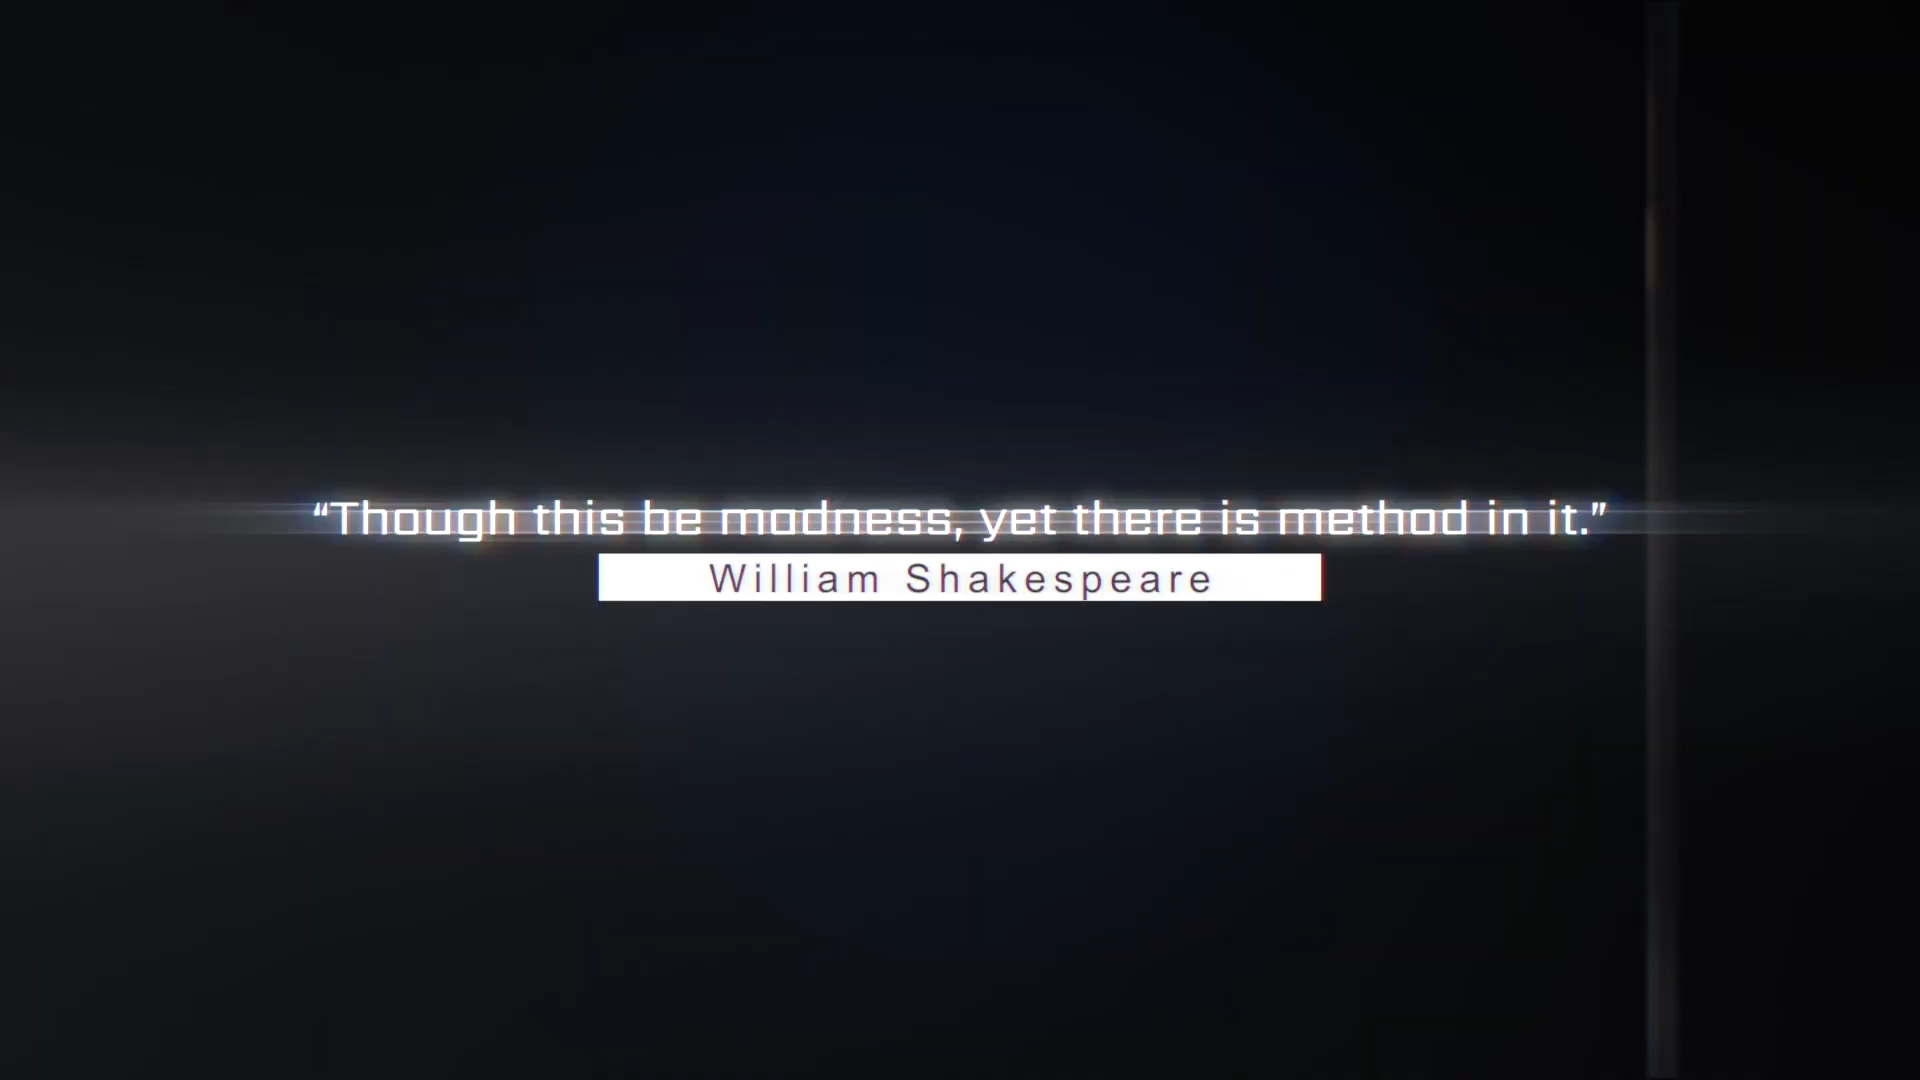 “Though this be madness, yet there is method in it.”
William Shakespeare